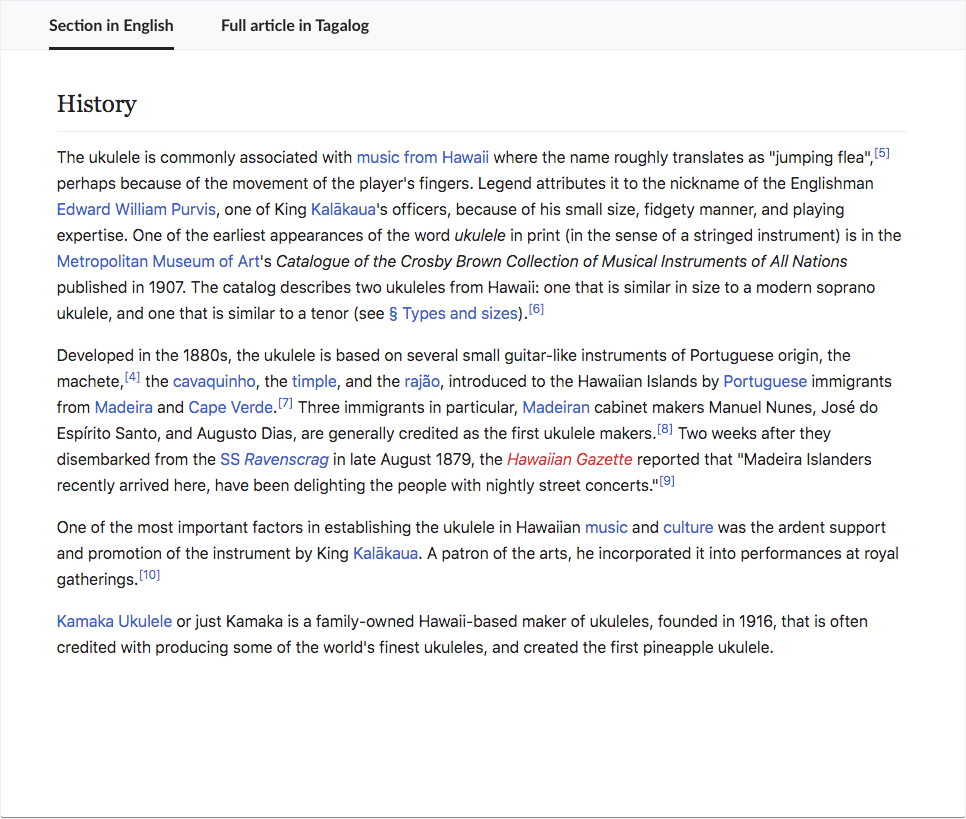 Section in English
Full article in Tagalog
History
The ukulele is commonly associated with music from Hawaii where the name roughly translates as "jumping flea",[5]
perhaps because of the movement of the player's fingers. Legend attributes it to the nickname of the Englishman
Edward William Purvis, one of King Kalākaua's officers, because of his small size, fidgety manner, and playing
expertise. One of the earliest appearances of the word ukulele in print (in the sense of a stringed instrument) is in the
Metropolitan Museum of Art's Catalogue of the Crosby Brown Collection of Musical Instruments of All Nations
published in 1907. The catalog describes two ukuleles from Hawaii: one that is similar in size to a modern soprano
ukulele, and one that is similar to a tenor (see § Types and sizes).[6]
Developed in the 1880s, the ukulele is based on several small guitar-like instruments of Portuguese origin, the
machete,[4] the cavaquinho, the timple, and the rajão, introduced to the Hawaiian Islands by Portuguese immigrants
from Madeira and Cape Verde.[7] Three immigrants in particular, Madeiran cabinet makers Manuel Nunes, José do
Espírito Santo, and Augusto Dias, are generally credited as the first ukulele makers.[8] Two weeks after they
disembarked from the SS Ravenscrag in late August 1879, the Hawaiian Gazette reported that "Madeira Islanders
recently arrived here, have been delighting the people with nightly street concerts."[9]
One of the most important factors in establishing the ukulele in Hawaiian music and culture was the ardent support
and promotion of the instrument by King Kalākaua. A patron of the arts, he incorporated it into performances at royal
gatherings.[10]
Kamaka Ukulele or just Kamaka is a family-owned Hawaii-based maker of ukuleles, founded in 1916, that is often
credited with producing some of the world's finest ukuleles, and created the first pineapple ukulele.